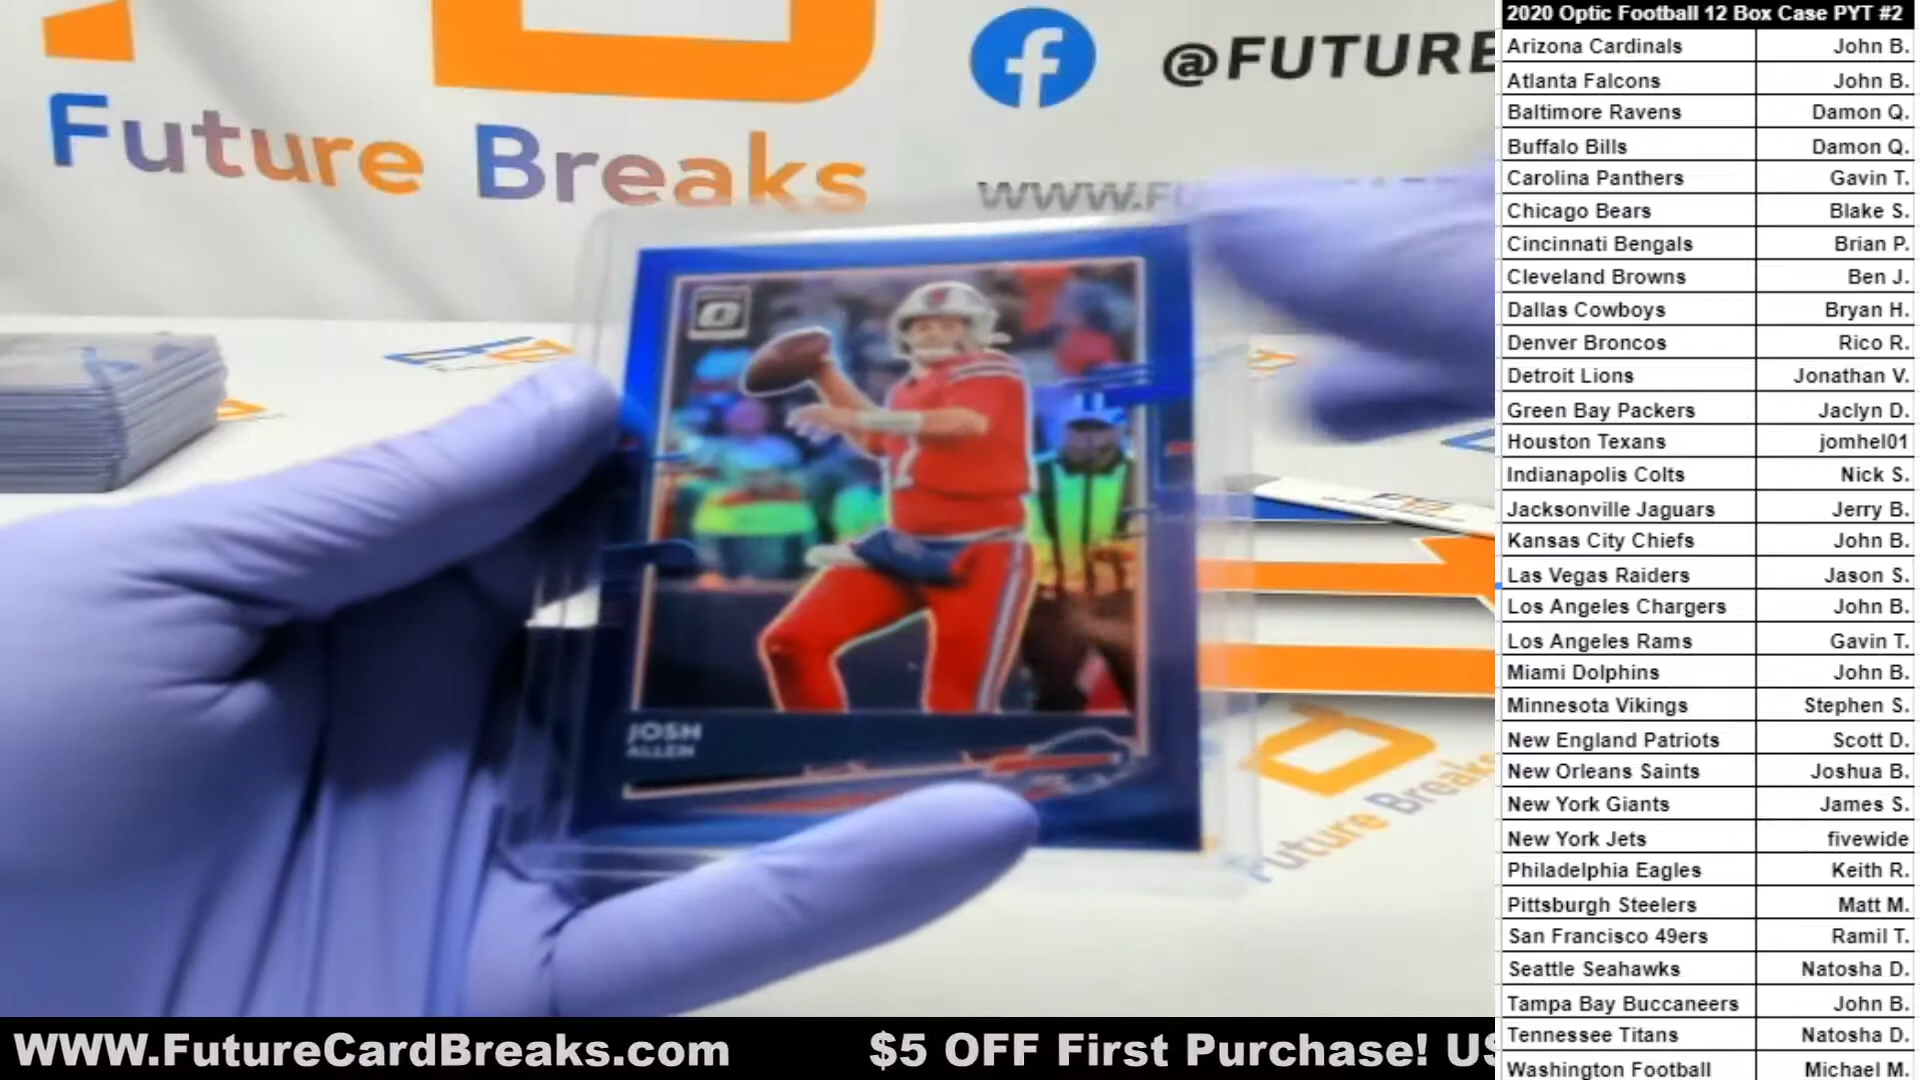 Future Breaks
@FUTURE
WWW.FU
O
JOSH
ALLEN
Future Breaks
WWW.FutureCardBreaks.com $5 OFF First Purchase! US
2020 Optic Football 12 Box Case PYT #2
Arizona Cardinals John B.
Atlanta Falcons John B.
Baltimore Ravens Damon Q.
Buffalo Bills Damon Q.
Carolina Panthers Gavin T.
Chicago Bears Blake S.
Cincinnati Bengals Brian P.
Cleveland Browns Ben J.
Dallas Cowboys Bryan H.
Denver Broncos Rico R.
Detroit Lions Jonathan V.
Green Bay Packers Jaclyn D.
Houston Texans jomhel01
Indianapolis Colts Nick S.
Jacksonville Jaguars Jerry B.
Kansas City Chiefs John B.
Las Vegas Raiders Jason S.
Los Angeles Chargers John B.
Los Angeles Rams Gavin T.
Miami Dolphins John B.
Minnesota Vikings Stephen S.
New England Patriots Scott D.
New Orleans Saints Joshua B.
New York Giants James S.
New York Jets fivewide
Philadelphia Eagles Keith R.
Pittsburgh Steelers Matt M.
San Francisco 49ers Ramil T.
Seattle Seahawks Natosha D.
Tampa Bay Buccaneers John B.
Tennessee Titans Natosha D.
Washington Football Michael M.